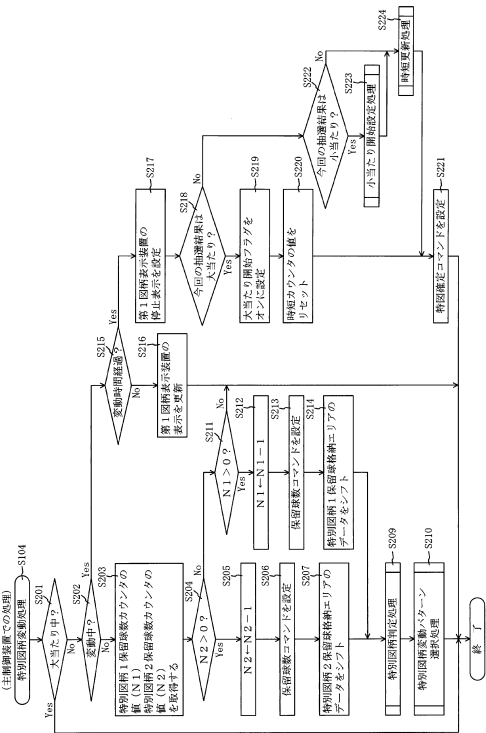 (主制御装置での処理)
特別図柄変動処理
S104
S201
大当たり中?
Yes
No
S202
変動中?
Yes
No
S203
特別図柄1保留球数カウンタの
値(N1)
特別図柄2保留球数カウンタの
値(N2)
を取得する
S204
N2>0?
No
Yes
S205
N2←N2-1
S206
保留球数コマンドを設定
S207
特別図柄2保留球格納エリアの
データをシフト
S209
特別図柄判定処理
S210
特別図柄変動パターン
選択処理
終了
S211
N1>0?
No
Yes
S212
N1←N1-1
S213
保留球数コマンドを設定
S214
特別図柄1保留球格納エリアの
データをシフト
S215
変動時間経過?
Yes
No
S216
第1図柄表示装置の
表示を更新
S217
第1図柄表示装置の
停止表示を設定
S218
今回の抽選結果は
大当たり?
No
Yes
S219
大当たり開始フラグを
オンに設定
S220
時短カウンタの値を
リセット
S221
特図確定コマンドを設定
S222
今回の抽選結果は
小当たり?
No
Yes
S223
小当たり開始設定処理
S224
時短更新処理